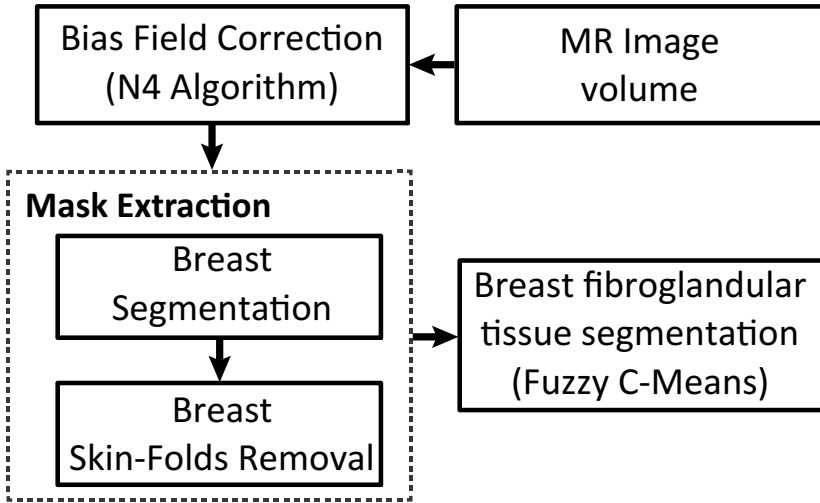 Bias Field Correction
(N4 Algorithm)
MR Image
volume
Mask Extraction
Breast
Segmentation
Breast
Skin-Folds Removal
Breast fibroglandular
tissue segmentation
(Fuzzy C-Means)